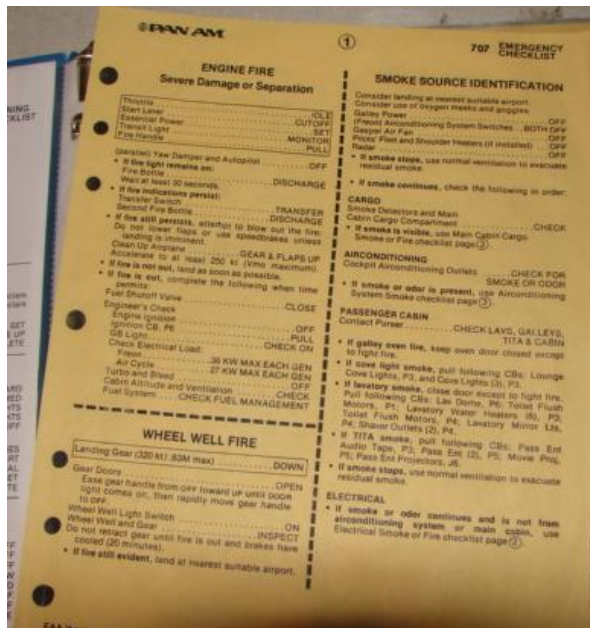 PAN AM
1
707 EMERGENCY
CHECKLIST
ENGINE FIRE
Severe Damage or Separation
Throttle . . . IDLE
Start Lever . . . CUTOFF
Essential Power . . . SET
Transit Light . . . MONITOR
Fire Handle . . . PULL
(parallel) Yaw Damper and Autopilot . . . OFF
• If fire light remains on:
Fire Bottle . . . DISCHARGE
Wait at least 30 seconds.
• If fire indications persist:
Transfer Switch . . . TRANSFER
Second Fire Bottle . . . DISCHARGE
• If fire still persists, attempt to blow out the fire:
Do not lower flaps or use speedbrakes unless
landing is imminent.
Clean Up Airplane . . . GEAR & FLAPS UP
Accelerate to at least 250 kt (Vmo maximum).
• If fire is not out, land as soon as possible.
• If fire is out, complete the following when time
permits:
Fuel Shutoff Valve . . . CLOSE
Engineer's Check
Engine Ignition . . . OFF
Ignition CB, P6 . . . PULL
GB Light . . . CHECK ON
Check Electrical Load:
Freon . . . 36 KW MAX EACH GEN
Air Cycle . . . 27 KW MAX EACH GEN
Turbo and Bleed . . . OFF
Cabin Altitude and Ventilation . . . CHECK
Fuel System . . . CHECK FUEL MANAGEMENT
WHEEL WELL FIRE
Landing Gear (320 kt/.83M max) . . . DOWN
Gear Doors . . . OPEN
Ease gear handle from OFF toward UP until DOOR
light comes on, then rapidly move gear handle
to OFF.
Wheel Well Light Switch . . . ON
Wheel Well and Gear . . . INSPECT
Do not retract gear until fire is out and brakes have
cooled (20 minutes).
• If fire still evident, land at nearest suitable airport.
SMOKE SOURCE IDENTIFICATION
Consider landing at nearest suitable airport.
Consider use of oxygen masks and goggles.
Galley Power . . . OFF
(Freon) Airconditioning System Switches . . . BOTH OFF
Gasper Air Fan . . . OFF
Pilots' Foot and Shoulder Heaters (if installed) . . . OFF
Radar . . . OFF
• If smoke stops, use normal ventilation to evacuate
residual smoke.
• If smoke continues, check the following in order:
CARGO
Smoke Detectors and Main
Cabin Cargo Compartment . . . CHECK
• If smoke is visible, use Main Cabin Cargo
Smoke or Fire checklist page 3.
AIRCONDITIONING
Cockpit Airconditioning Outlets . . . CHECK FOR
SMOKE OR ODOR
• If smoke or odor is present, use Airconditioning
System Smoke checklist page 3.
PASSENGER CABIN
Contact Purser . . . CHECK LAVS, GALLEYS,
TITA & CABIN
• If galley oven fire, keep oven door closed except
to fight fire.
• If cove light smoke, pull following CBs: Lounge
Cove Lights, P3, and Cove Lights (3), P3.
• If lavatory smoke, close door except to fight fire.
Pull following CBs: Lav Dome, P6; Toilet Flush
Motors, P1; Lavatory Water Heaters (6), P3;
Toilet Flush Motors, P4; Lavatory Mirror Lts,
P4; Shaver Outlets (2), P4.
• If TITA smoke, pull following CBs: Pass Ent
Audio Tape, P3; Pass Ent (2), P5; Movie Proj,
P5; Pass Ent Projectors, J6.
• If smoke stops, use normal ventilation to evacuate
residual smoke.
ELECTRICAL
• If smoke or odor continues and is not from
airconditioning system or main cabin, use
Electrical Smoke or Fire checklist page 2.